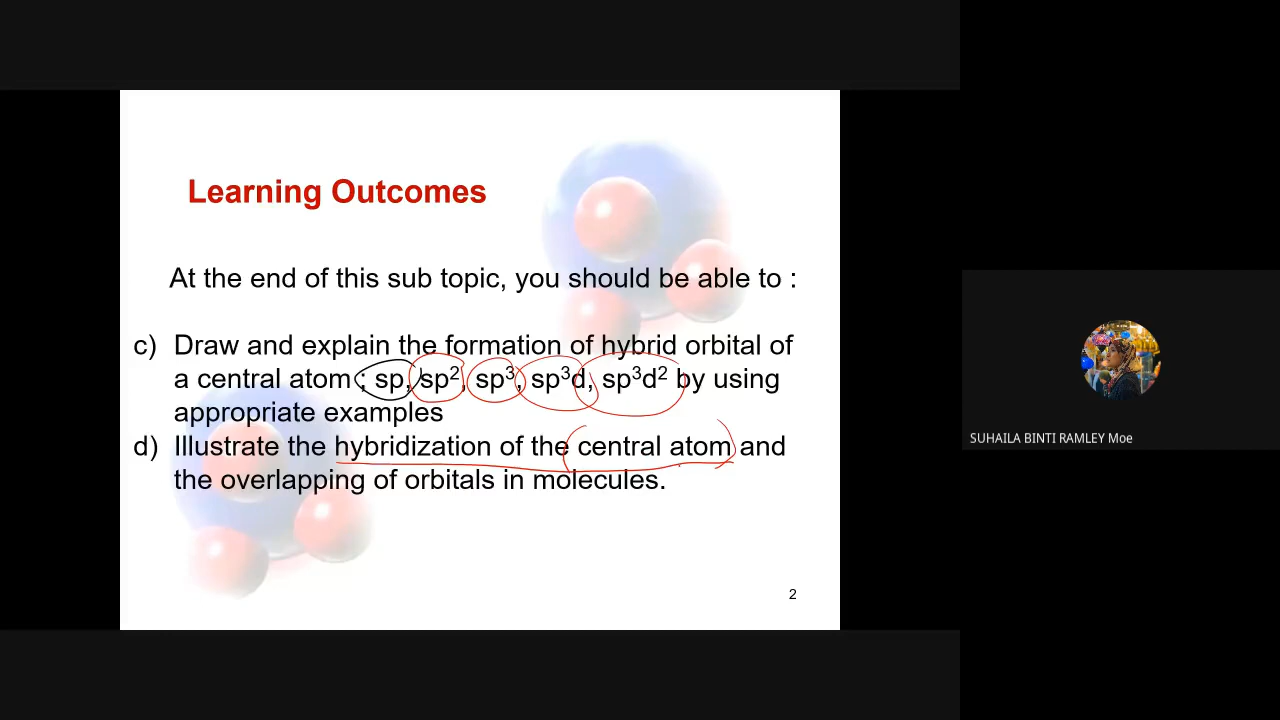 Learning Outcomes
At the end of this sub topic, you should be able to :
c) Draw and explain the formation of hybrid orbital of
a central atom : sp, sp², sp³, sp³d, sp³d² by using
appropriate examples
d) Illustrate the hybridization of the central atom and
the overlapping of orbitals in molecules.
2
SUHAILA BINTI RAMLEY Moe